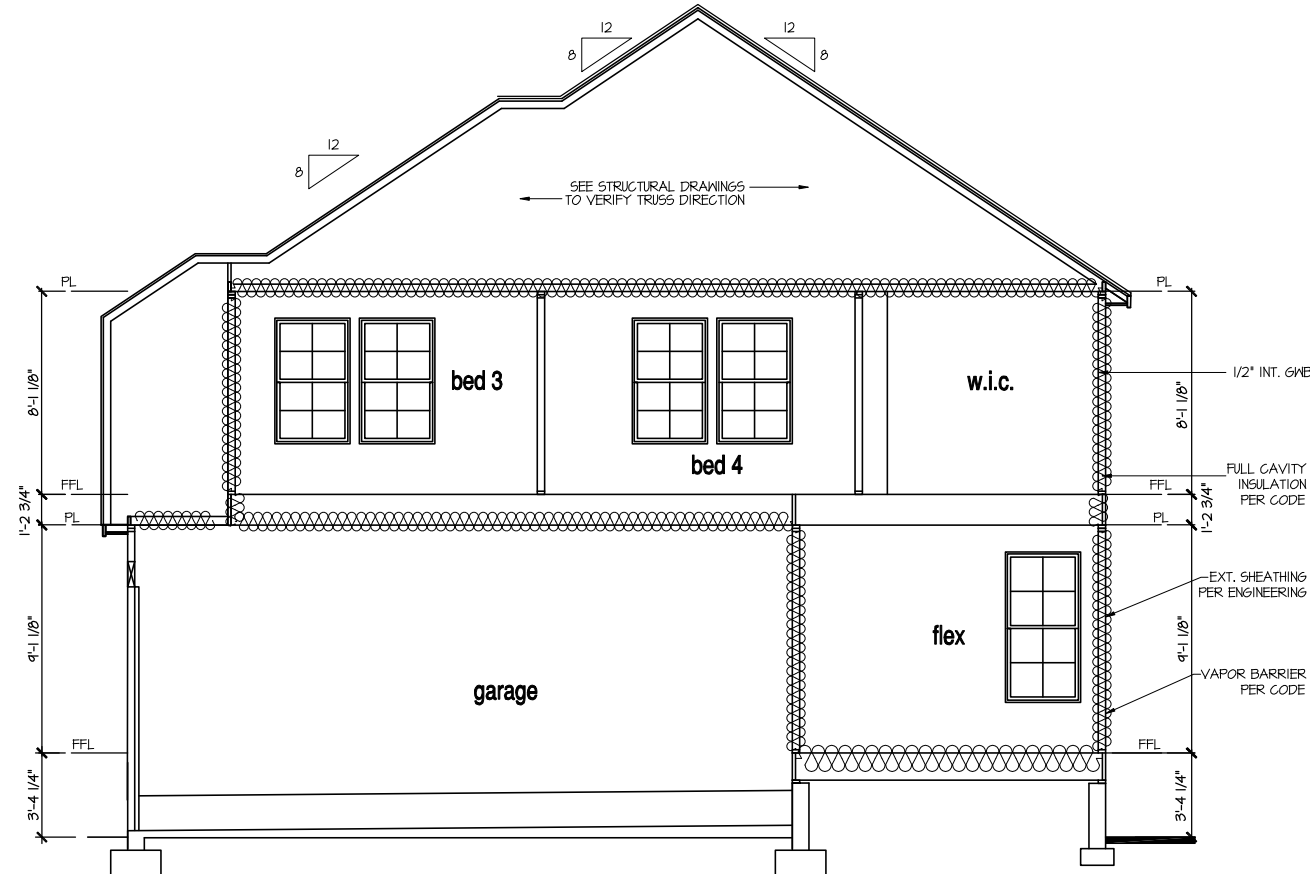 12
12
8
8
12
8
SEE STRUCTURAL DRAWINGS
TO VERIFY TRUSS DIRECTION
PL
PL
8'-1 1/8"
8'-1 1/8"
bed 3
w.i.c.
1/2" INT. GWB
bed 4
FULL CAVITY
INSULATION
PER CODE
FFL
FFL
1'-2 3/4"
1'-2 3/4"
PL
PL
EXT. SHEATHING
PER ENGINEERING
9'-1 1/8"
9'-1 1/8"
flex
garage
VAPOR BARRIER
PER CODE
FFL
FFL
3'-4 1/4"
3'-4 1/4"